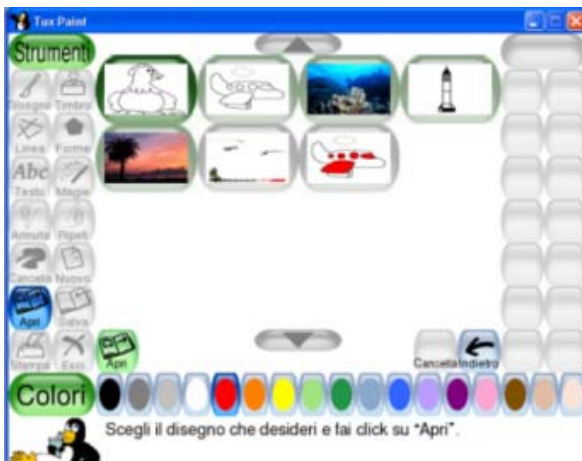 Tux Paint
Strumenti
Disegno Timbro
Linea Forme
Abc
Testo Magie
Annulla Ripeti
Cancella Nuovo
Apri Salva
Stampa Esci
Apri
Cancella Indietro
Colori
Scegli il disegno che desideri e fai click su “Apri”.